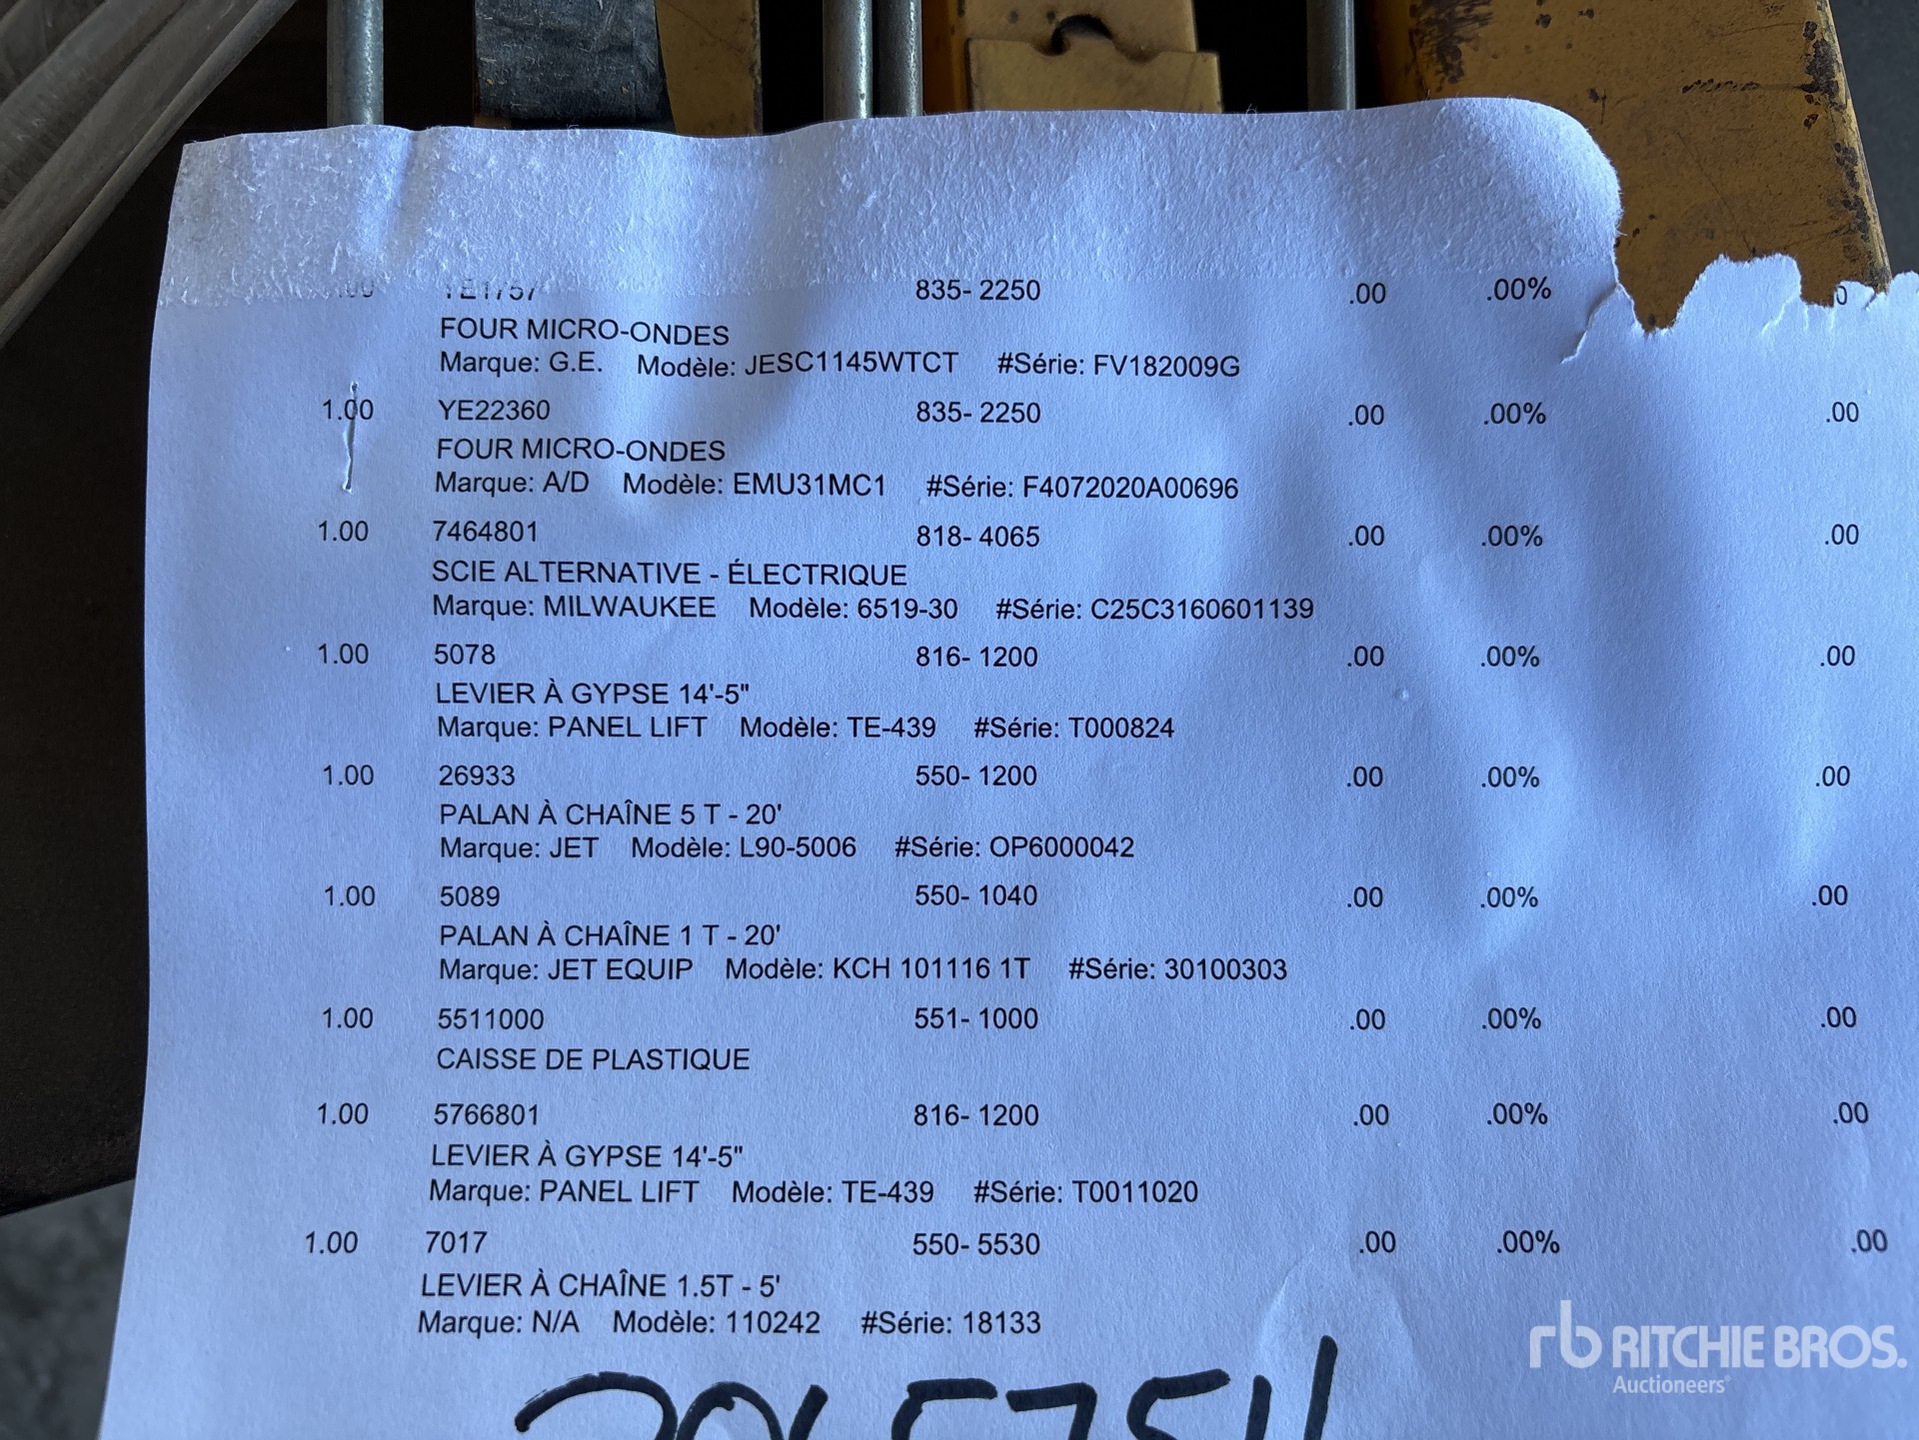 YE1757 835- 2250 .00 .00%
FOUR MICRO-ONDES
Marque: G.E. Modèle: JESC1145WTCT #Série: FV182009G
1.00 YE22360 835- 2250 .00 .00% .00
FOUR MICRO-ONDES
Marque: A/D Modèle: EMU31MC1 #Série: F4072020A00696
1.00 7464801 818- 4065 .00 .00% .00
SCIE ALTERNATIVE - ÉLECTRIQUE
Marque: MILWAUKEE Modèle: 6519-30 #Série: C25C3160601139
1.00 5078 816- 1200 .00 .00% .00
LEVIER À GYPSE 14'-5"
Marque: PANEL LIFT Modèle: TE-439 #Série: T000824
1.00 26933 550- 1200 .00 .00% .00
PALAN À CHAÎNE 5 T - 20'
Marque: JET Modèle: L90-5006 #Série: OP6000042
1.00 5089 550- 1040 .00 .00% .00
PALAN À CHAÎNE 1 T - 20'
Marque: JET EQUIP Modèle: KCH 101116 1T #Série: 30100303
1.00 5511000 551- 1000 .00 .00% .00
CAISSE DE PLASTIQUE
1.00 5766801 816- 1200 .00 .00% .00
LEVIER À GYPSE 14'-5"
Marque: PANEL LIFT Modèle: TE-439 #Série: T0011020
1.00 7017 550- 5530 .00 .00% .00
LEVIER À CHAÎNE 1.5T - 5'
Marque: N/A Modèle: 110242 #Série: 18133
rb RITCHIE BROS.
Auctioneers